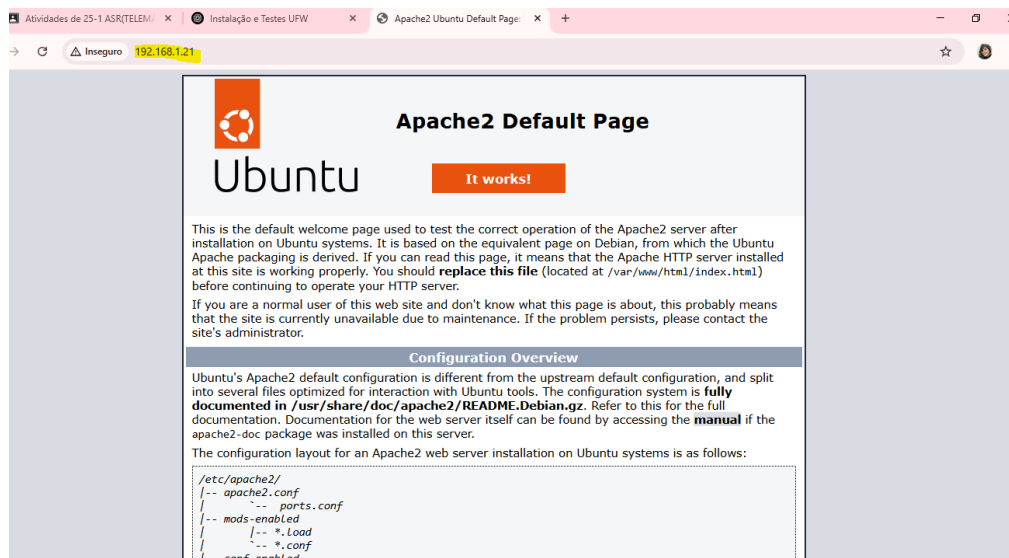 Atividades de 25-1 ASR(TELEM
Instalação e Testes UFW
Apache2 Ubuntu Default Page:
Inseguro 192.168.1.21
Apache2 Default Page
Ubuntu
It works!
This is the default welcome page used to test the correct operation of the Apache2 server after
installation on Ubuntu systems. It is based on the equivalent page on Debian, from which the Ubuntu
Apache packaging is derived. If you can read this page, it means that the Apache HTTP server installed
at this site is working properly. You should replace this file (located at /var/www/html/index.html)
before continuing to operate your HTTP server.
If you are a normal user of this web site and don't know what this page is about, this probably means
that the site is currently unavailable due to maintenance. If the problem persists, please contact the
site's administrator.
Configuration Overview
Ubuntu's Apache2 default configuration is different from the upstream default configuration, and split
into several files optimized for interaction with Ubuntu tools. The configuration system is fully
documented in /usr/share/doc/apache2/README.Debian.gz. Refer to this for the full
documentation. Documentation for the web server itself can be found by accessing the manual if the
apache2-doc package was installed on this server.
The configuration layout for an Apache2 web server installation on Ubuntu systems is as follows:
/etc/apache2/
|-- apache2.conf
|       `--  ports.conf
|-- mods-enabled
|       |-- *.load
|       `-- *.conf
|-- conf-enabled